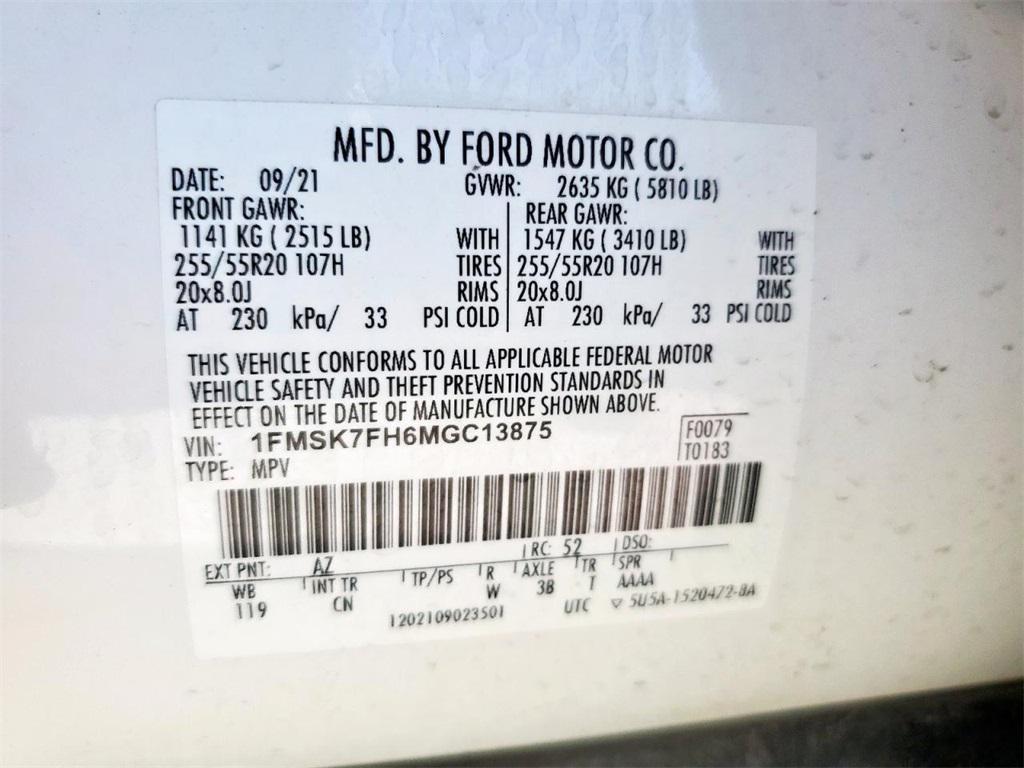 MFD. BY FORD MOTOR CO.
DATE: 09/21 GVWR: 2635 KG ( 5810 LB)
FRONT GAWR: REAR GAWR:
1141 KG ( 2515 LB) WITH 1547 KG ( 3410 LB) WITH
255/55R20 107H TIRES 255/55R20 107H TIRES
20x8.0J RIMS 20x8.0J RIMS
AT 230 kPa/ 33 PSI COLD AT 230 kPa/ 33 PSI COLD
THIS VEHICLE CONFORMS TO ALL APPLICABLE FEDERAL MOTOR
VEHICLE SAFETY AND THEFT PREVENTION STANDARDS IN
EFFECT ON THE DATE OF MANUFACTURE SHOWN ABOVE.
VIN: 1FMSK7FH6MGC13875 F0079
TYPE: MPV T0183
EXT PNT: AZ RC: 52 DSO:
WB INT TR TP/PS R AXLE TR SPR
119 CN W 3B T AAAA
1202109023501 UTC ▽ 5U5A-1520472-BA